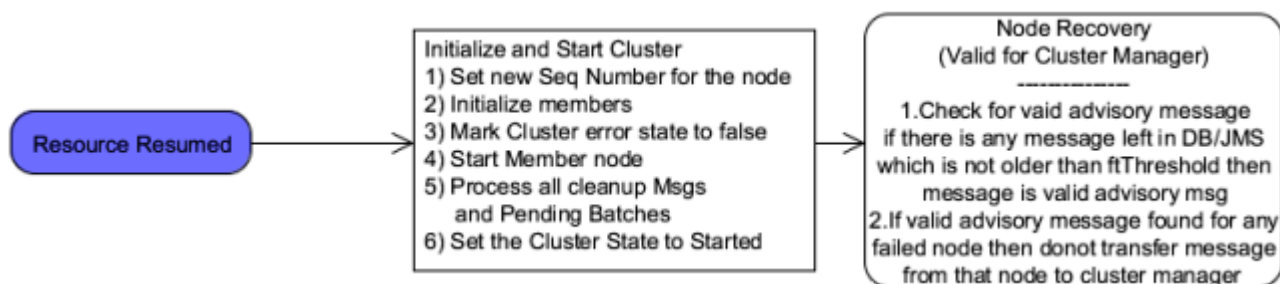 Resource Resumed
Initialize and Start Cluster
1) Set new Seq Number for the node
2) Initialize members
3) Mark Cluster error state to false
4) Start Member node
5) Process all cleanup Msgs
and Pending Batches
6) Set the Cluster State to Started
Node Recovery
(Valid for Cluster Manager)
---------------
1.Check for vaid advisory message
if there is any message left in DB/JMS
which is not older than ftThreshold then
message is valid advisory msg
2.If valid advisory message found for any
failed node then donot transfer message
from that node to cluster manager